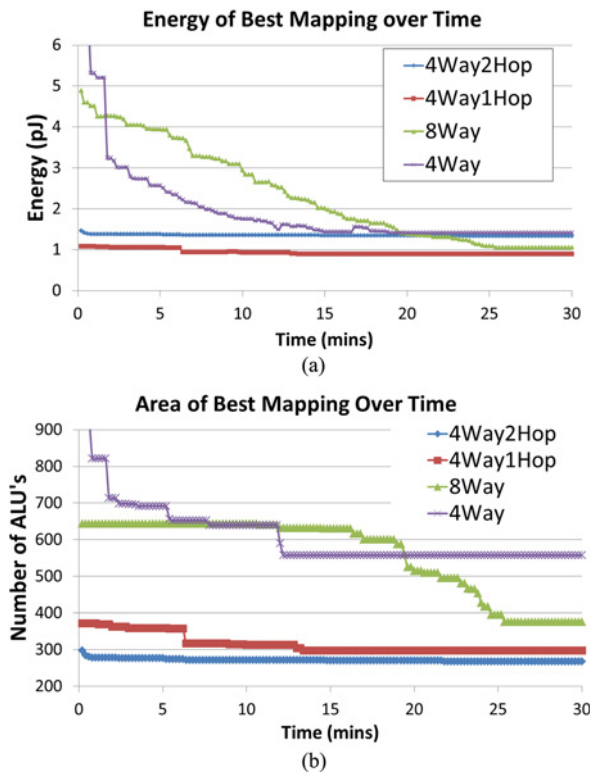 Energy of Best Mapping over Time
6
5
4
3
2
1
0
Energy (pJ)
4Way2Hop
4Way1Hop
8Way
4Way
0 5 10 15 20 25 30
Time (mins)
(a)
Area of Best Mapping Over Time
900
800
700
600
500
400
300
200
Number of ALU's
4Way2Hop
4Way1Hop
8Way
4Way
0 5 10 15 20 25 30
Time (mins)
(b)